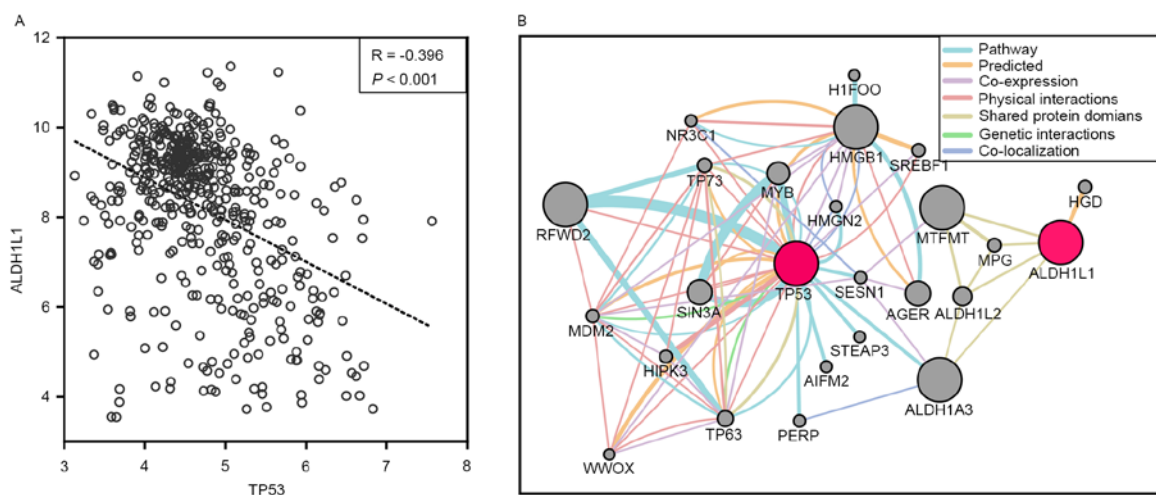 A
B
12
10
8
6
4
3
4
5
6
7
8
ALDH1L1
TP53
R = -0.396
P < 0.001
Pathway
Predicted
Co-expression
Physical interactions
Shared protein domians
Genetic interactions
Co-localization
H1FOO
NR3C1
HMGB1
SREBF1
TP73
MYB
HGD
RFWD2
HMGN2
MTFMT
MPG
ALDH1L1
TP53
SESN1
SIN3A
AGER
ALDH1L2
MDM2
STEAP3
HIPK3
AIFM2
ALDH1A3
TP63
PERP
WWOX